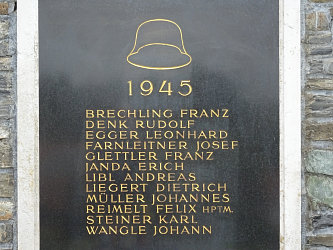 1945
BRECHLING FRANZ
DENK RUDOLF
EGGER LEONHARD
FARNLEITNER JOSEF
GLETTLER FRANZ
JANDA ERICH
LIBL ANDREAS
LIEGERT DIETRICH
MÜLLER JOHANNES
REIMELT FELIX HPTM.
STEINER KARL
WANGLE JOHANN